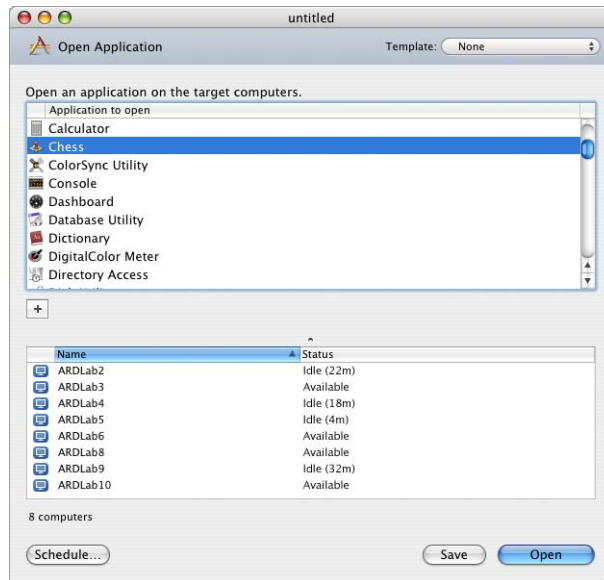 untitled
Open Application
Template: None
Open an application on the target computers.
Application to open
Calculator
Chess
ColorSync Utility
Console
Dashboard
Database Utility
Dictionary
DigitalColor Meter
Directory Access
+
Name Status
ARDLab2 Idle (22m)
ARDLab3 Available
ARDLab4 Idle (18m)
ARDLab5 Idle (4m)
ARDLab6 Available
ARDLab8 Available
ARDLab9 Idle (32m)
ARDLab10 Available
8 computers
Schedule... Save Open